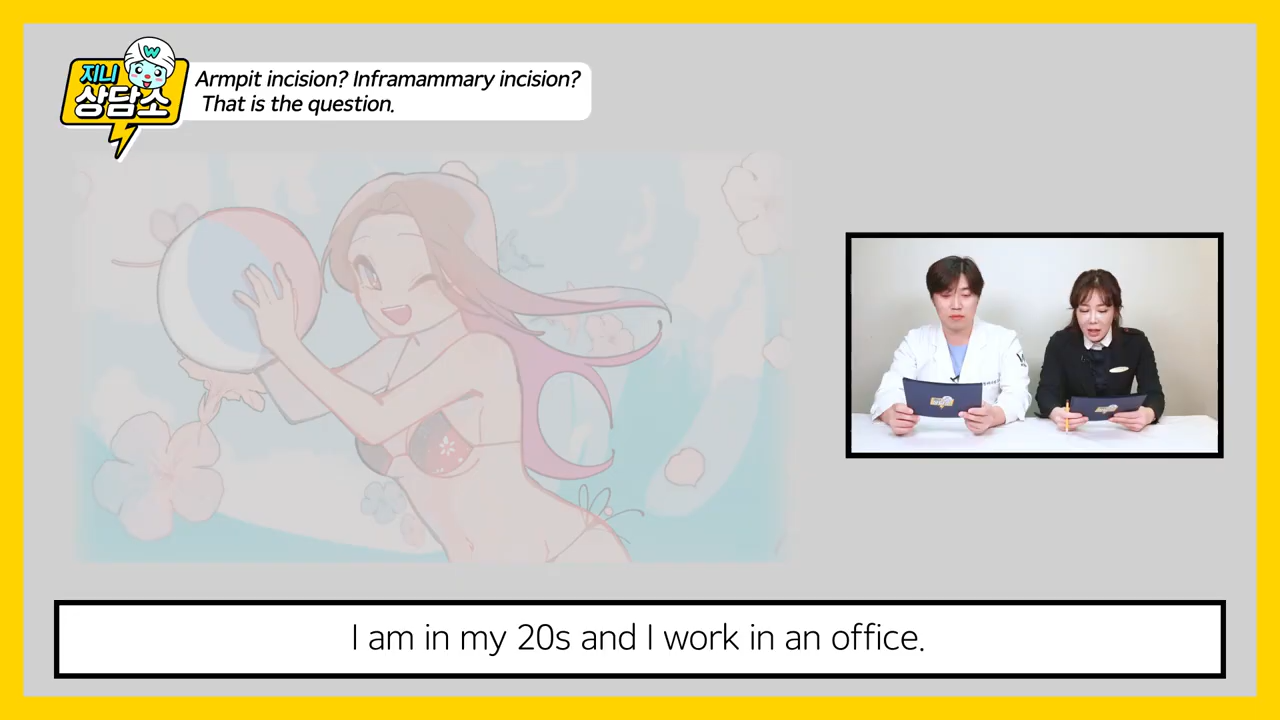 지니
상담소
W
Armpit incision? Inframammary incision?
That is the question.
I am in my 20s and I work in an office.